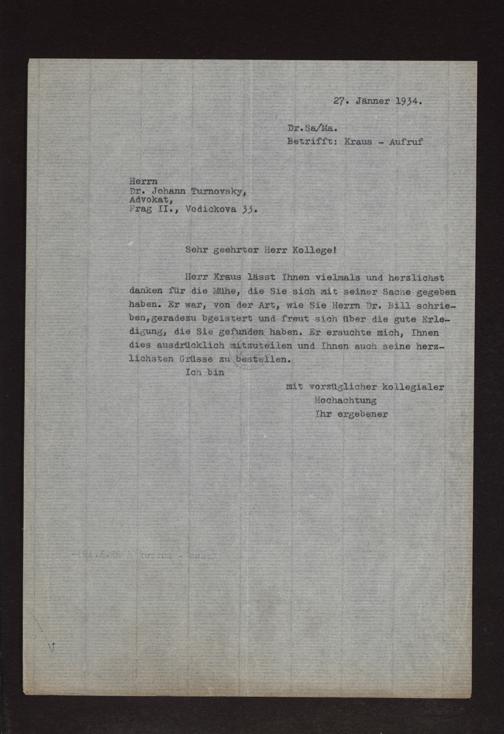 27. Jänner 1934.
Dr.Sa/Ma.
Betrifft: Kraus - Aufruf
Herrn
Dr. Johann Turnovsky,
Advokat,
Prag II., Vodickova 33.
Sehr geehrter Herr Kollege!
Herr Kraus lässt Ihnen vielmals und herzlichst
danken für die Mühe, die Sie sich mit seiner Sache gegeben
haben. Er war, von der Art, wie Sie Herrn Dr. Bill schrie-
ben,geradezu bgeistert und freut sich über die gute Erle-
digung, die Sie gefunden haben. Er ersuchte mich, Ihnen
dies ausdrücklich mitzuteilen und Ihnen auch seine herz-
lichsten Grüsse zu bestellen.
Ich bin
mit vorzüglicher kollegialer
Hochachtung
Ihr ergebener